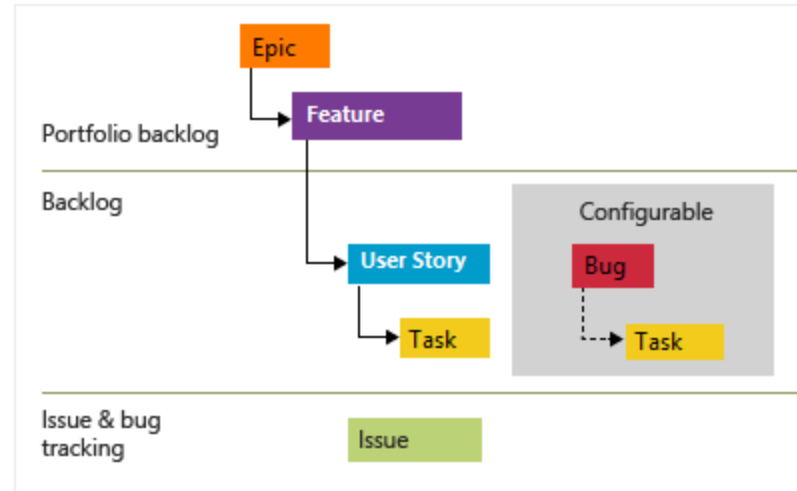 Epic
Feature
Portfolio backlog
Backlog
Configurable
User Story
Bug
Task
Task
Issue & bug
tracking
Issue